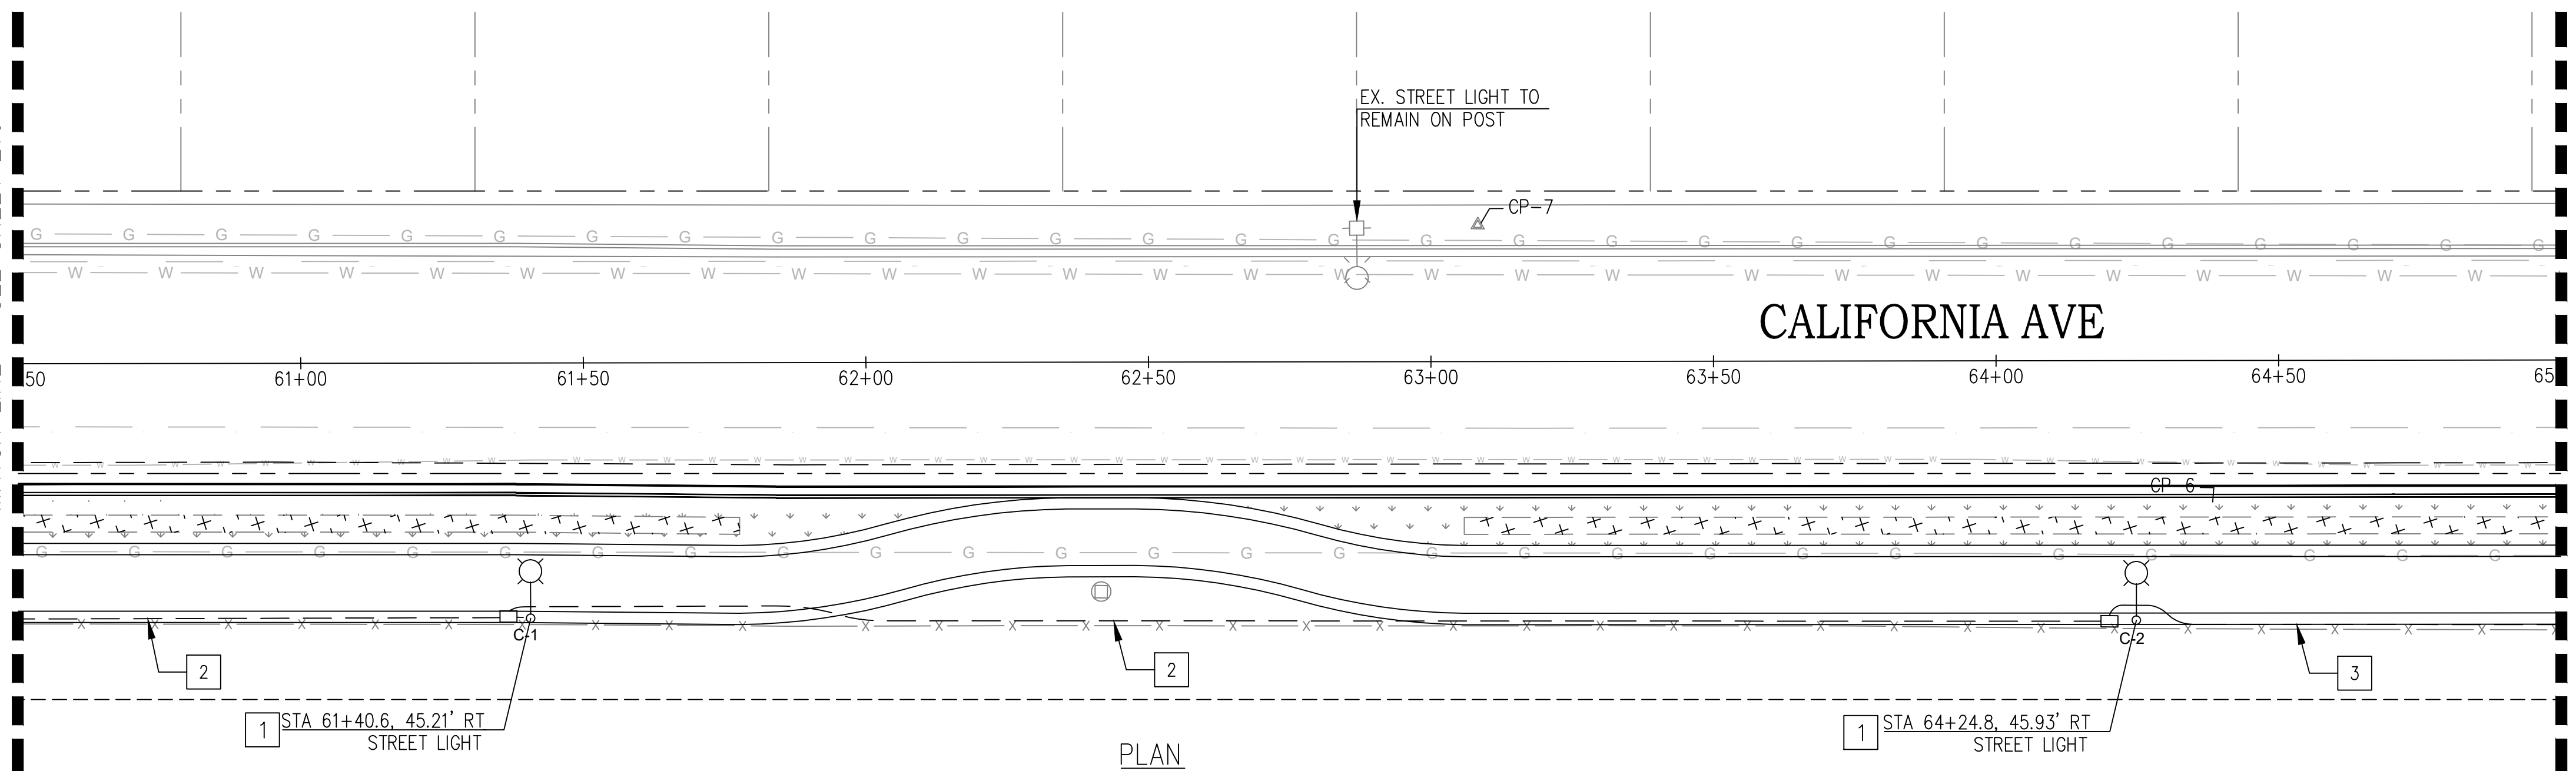 EX. STREET LIGHT TO
REMAIN ON POST
CP-7
G G G G G G G G G G G G G G G G G G G G G G G G G G G G
W W W W W W W W W W W W W W W W W W W W W W W W W W W
CALIFORNIA AVE
50 61+00 61+50 62+00 62+50 63+00 63+50 64+00 64+50 65
CP-6
G G G G G G G G G G G G G G G G G G G G G G G G G G G
C-1
C-2
2
2
3
1 STA 61+40.6, 45.21' RT
STREET LIGHT
1 STA 64+24.8, 45.93' RT
STREET LIGHT
PLAN